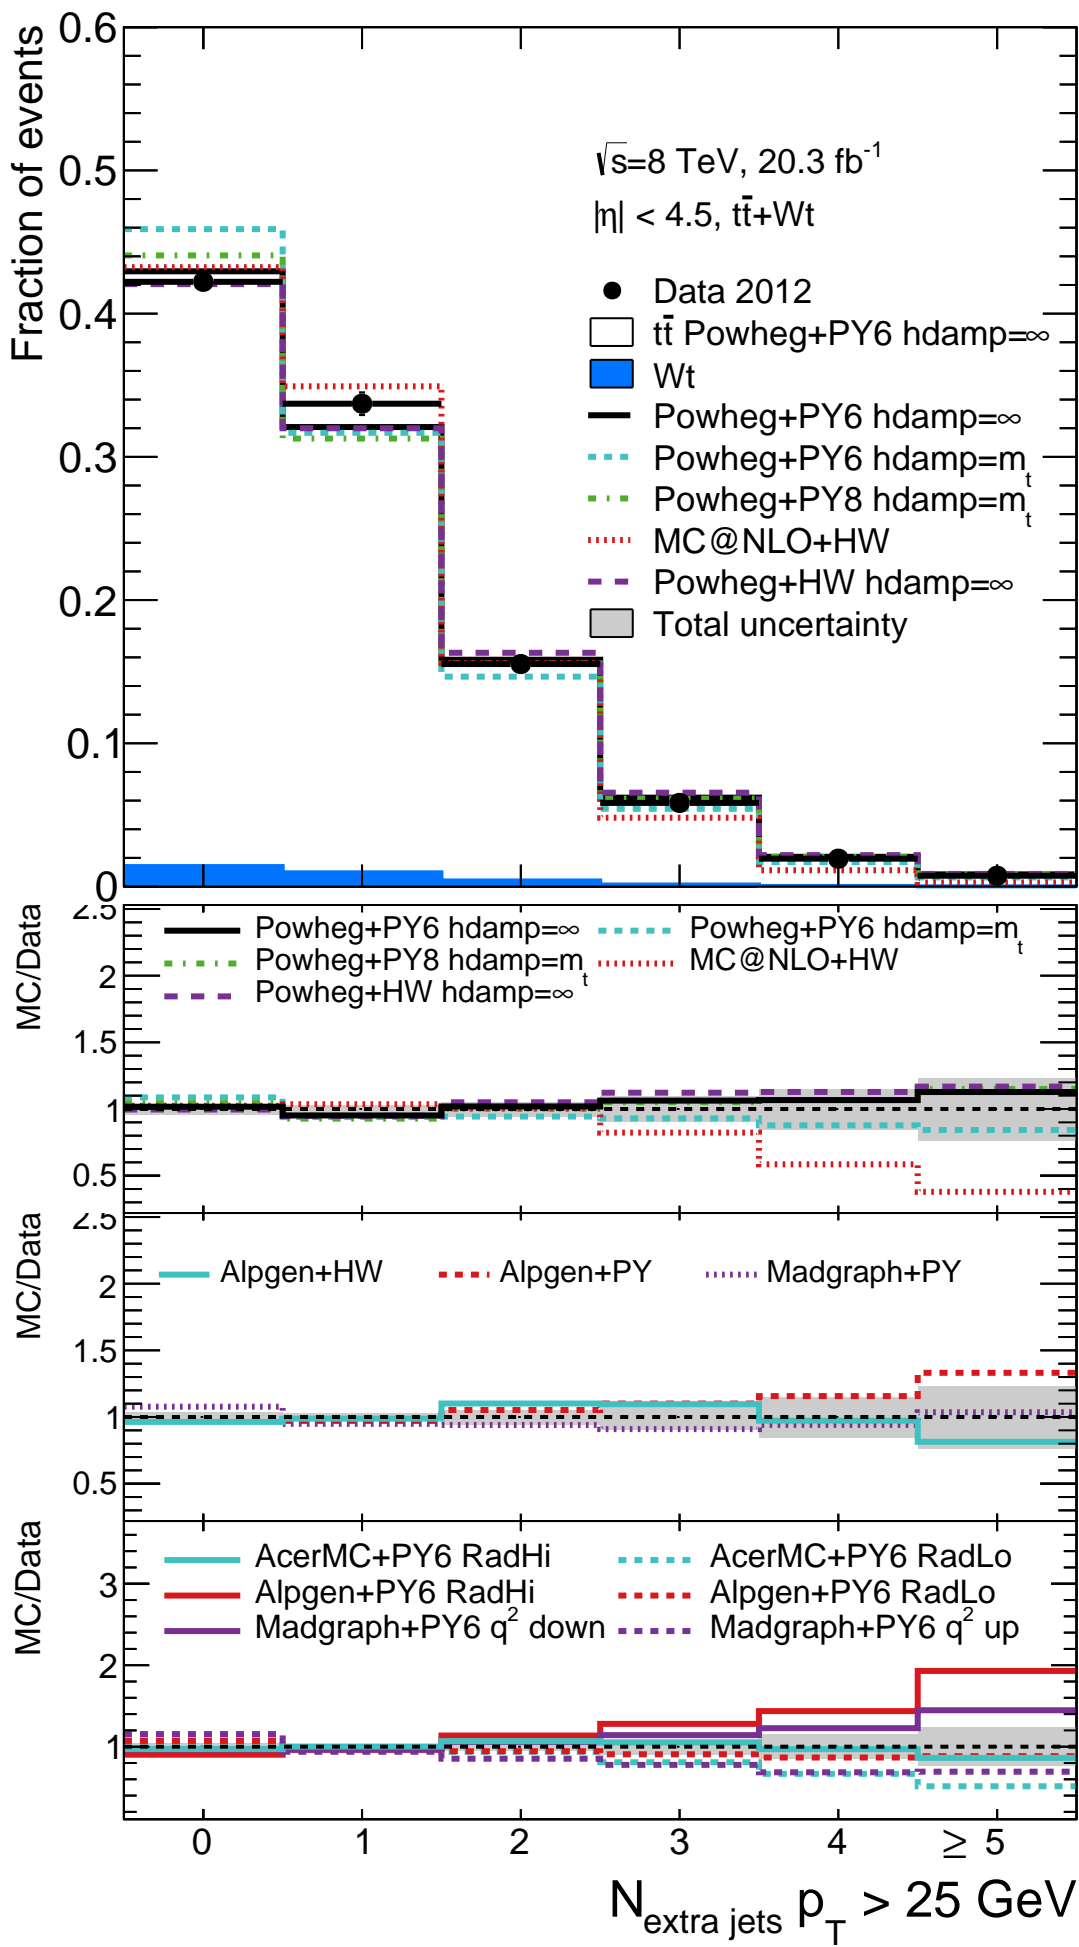 Fraction of events
0.6
0.5
0.4
0.3
0.2
0.1
0
√s=8 TeV, 20.3 fb⁻¹
|η| < 4.5, tt̄+Wt
Data 2012
tt̄ Powheg+PY6 hdamp=∞
Wt
Powheg+PY6 hdamp=∞
Powheg+PY6 hdamp=mₜ
Powheg+PY8 hdamp=mₜ
MC@NLO+HW
Powheg+HW hdamp=∞
Total uncertainty
MC/Data
2.5
2
1.5
1
0.5
Powheg+PY6 hdamp=∞ Powheg+PY6 hdamp=mₜ
Powheg+PY8 hdamp=mₜ MC@NLO+HW
Powheg+HW hdamp=∞
MC/Data
2.5
2
1.5
1
0.5
Alpgen+HW Alpgen+PY Madgraph+PY
MC/Data
3
2
1
AcerMC+PY6 RadHi AcerMC+PY6 RadLo
Alpgen+PY6 RadHi Alpgen+PY6 RadLo
Madgraph+PY6 q² down Madgraph+PY6 q² up
0 1 2 3 4 ≥ 5
N extra jets p_T > 25 GeV